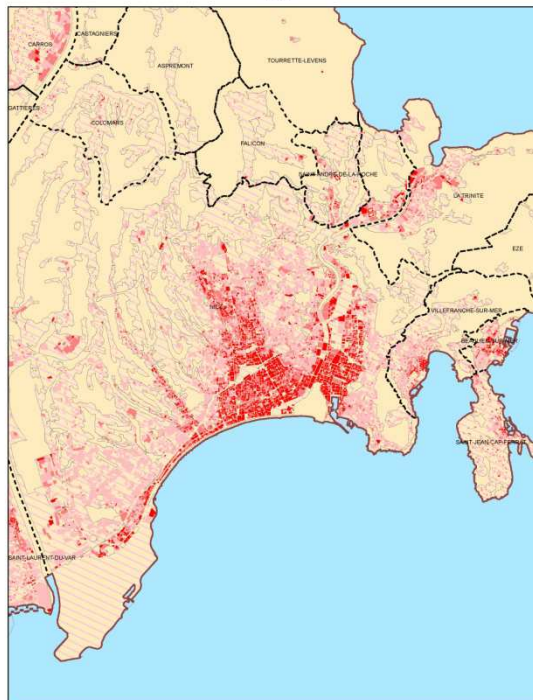 CASTAGNIERS
CARROS
ASPREMONT
TOURRETTE-LEVENS
GATTIERES
COLOMARS
FALICON
SAINT-ANDRE-DE-LA-ROCHE
LA TRINITE
EZE
NICE
VILLEFRANCHE-SUR-MER
BEAULIEU-SUR-MER
SAINT-JEAN-CAP-FERRAT
SAINT-LAURENT-DU-VAR